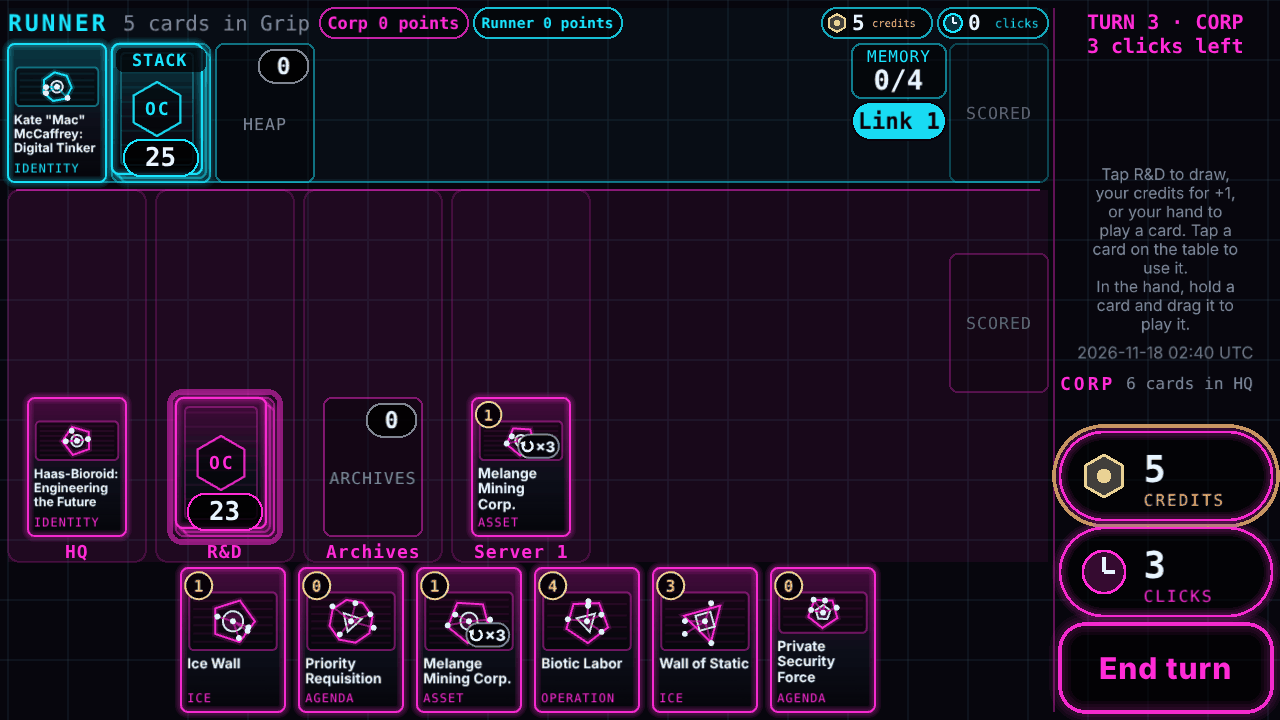 RUNNER 5 cards in Grip Corp 0 points Runner 0 points 5 credits 0 clicks
TURN 3 · CORP
3 clicks left
Kate "Mac"
McCaffrey:
Digital Tinker
IDENTITY
STACK
OC
25
0
HEAP
MEMORY
0/4
Link 1
SCORED
Tap R&D to draw,
your credits for +1,
or your hand to
play a card. Tap a
card on the table to
use it.
In the hand, hold a
card and drag it to
play it.
2026-11-18 02:40 UTC
SCORED
CORP 6 cards in HQ
Haas-Bioroid:
Engineering
the Future
IDENTITY
HQ
OC
23
R&D
0
ARCHIVES
Archives
1
×3
Melange
Mining
Corp.
ASSET
Server 1
5
CREDITS
3
CLICKS
End turn
1
Ice Wall
ICE
0
Priority
Requisition
AGENDA
1
×3
Melange
Mining Corp.
ASSET
4
Biotic Labor
OPERATION
3
Wall of Static
ICE
0
Private
Security
Force
AGENDA